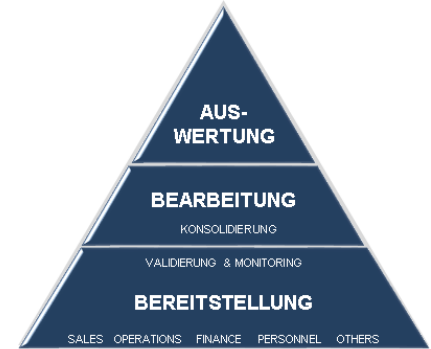 AUS-
WERTUNG
BEARBEITUNG
KONSOLIDIERUNG
VALIDIERUNG & MONITORING
BEREITSTELLUNG
SALES OPERATIONS FINANCE PERSONNEL OTHERS